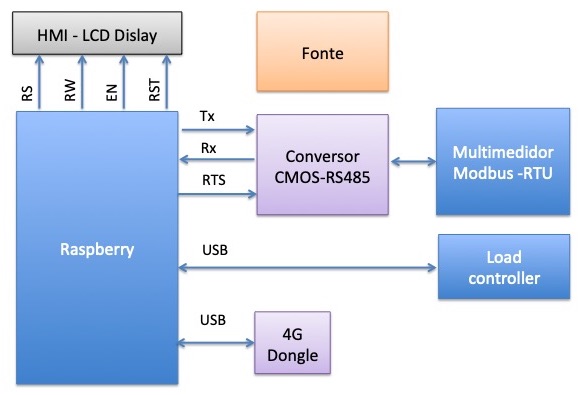 HMI - LCD Dislay
Fonte
RS
RW
EN
RST
Tx
Rx
RTS
Conversor
CMOS-RS485
Multimedidor
Modbus -RTU
Raspberry
USB
Load
controller
USB
4G
Dongle